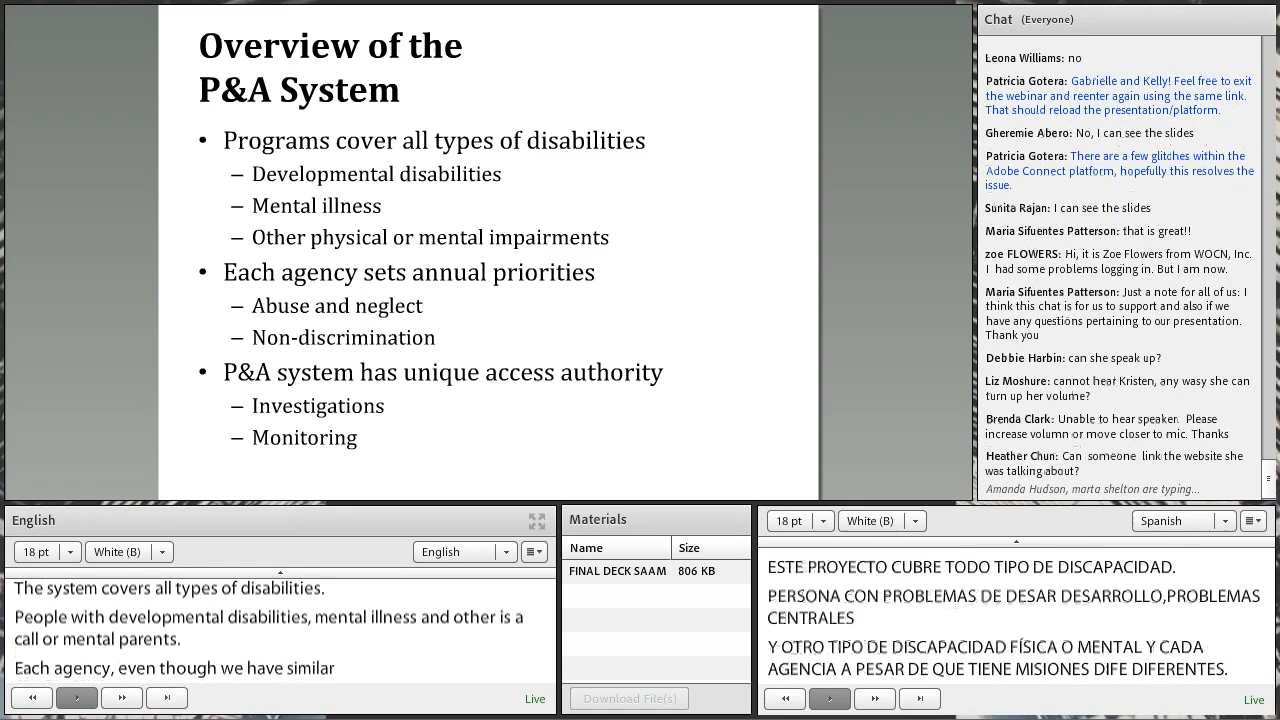 Overview of the
P&A System
• Programs cover all types of disabilities
– Developmental disabilities
– Mental illness
– Other physical or mental impairments
• Each agency sets annual priorities
– Abuse and neglect
– Non-discrimination
• P&A system has unique access authority
– Investigations
– Monitoring
Chat (Everyone)
Leona Williams: no
Patricia Gotera: Gabrielle and Kelly! Feel free to exit
the webinar and reenter again using the same link.
That should reload the presentation/platform.
Gheremie Abero: No, I can see the slides
Patricia Gotera: There are a few glitches within the
Adobe Connect platform, hopefully this resolves the
issue.
Sunita Rajan: I can see the slides
Maria Sifuentes Patterson: that is great!!
zoe FLOWERS: Hi, it is Zoe Flowers from WOCN, Inc.
I had some problems logging in. But I am now.
Maria Sifuentes Patterson: Just a note for all of us: I
think this chat is for us to support and also if we
have any questions pertaining to our presentation.
Thank you
Debbie Harbin: can she speak up?
Liz Moshure: cannot hear Kristen, any wasy she can
turn up her volume?
Brenda Clark: Unable to hear speaker. Please
increase volumn or move closer to mic. Thanks
Heather Chun: Can someone link the website she
was talking about?
Amanda Hudson, marta shelton are typing...
English
18 pt White (B) English
The system covers all types of disabilities.
People with developmental disabilities, mental illness and other is a
call or mental parents.
Each agency, even though we have similar
Live
Materials
Name Size
FINAL DECK SAAM 806 KB
Download File(s)
18 pt White (B) Spanish
ESTE PROYECTO CUBRE TODO TIPO DE DISCAPACIDAD.
PERSONA CON PROBLEMAS DE DESAR DESARROLLO,PROBLEMAS
CENTRALES
Y OTRO TIPO DE DISCAPACIDAD FÍSICA O MENTAL Y CADA
AGENCIA A PESAR DE QUE TIENE MISIONES DIFE DIFERENTES.
Live